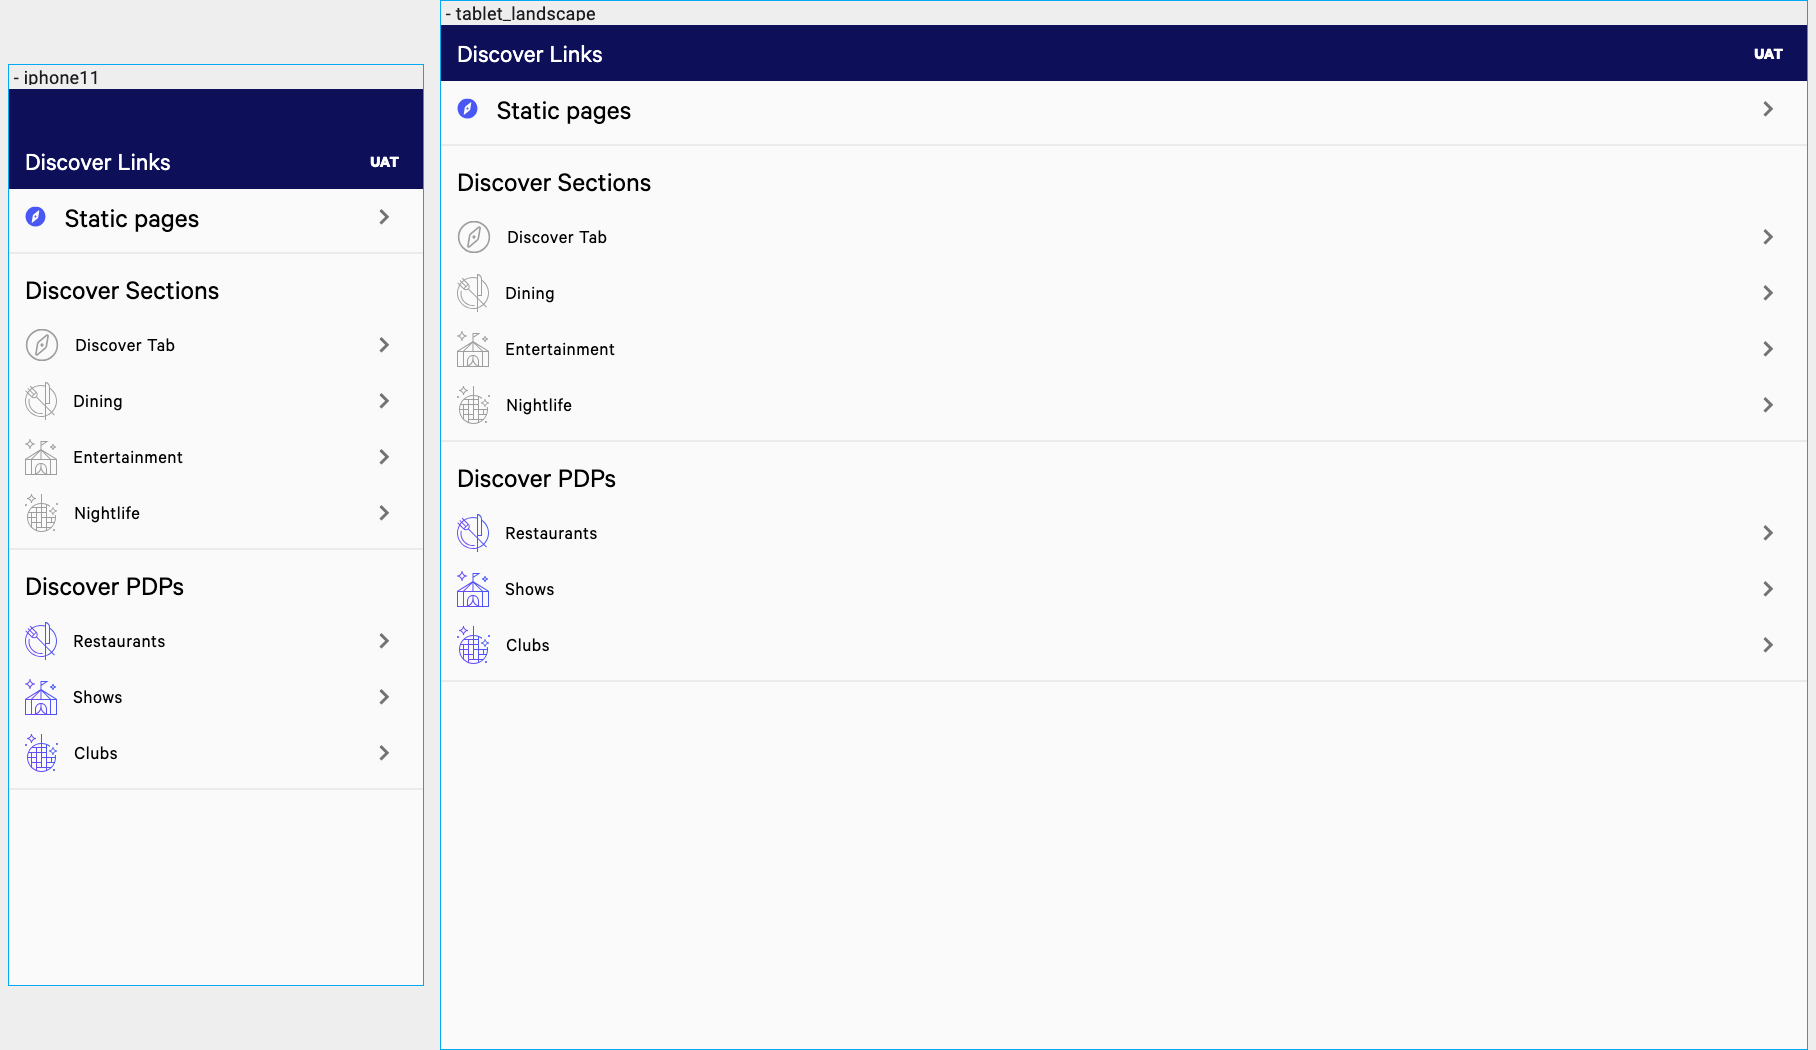 - iphone11
Discover Links
UAT
Static pages
Discover Sections
Discover Tab
Dining
Entertainment
Nightlife
Discover PDPs
Restaurants
Shows
Clubs
- tablet_landscape
Discover Links
UAT
Static pages
Discover Sections
Discover Tab
Dining
Entertainment
Nightlife
Discover PDPs
Restaurants
Shows
Clubs